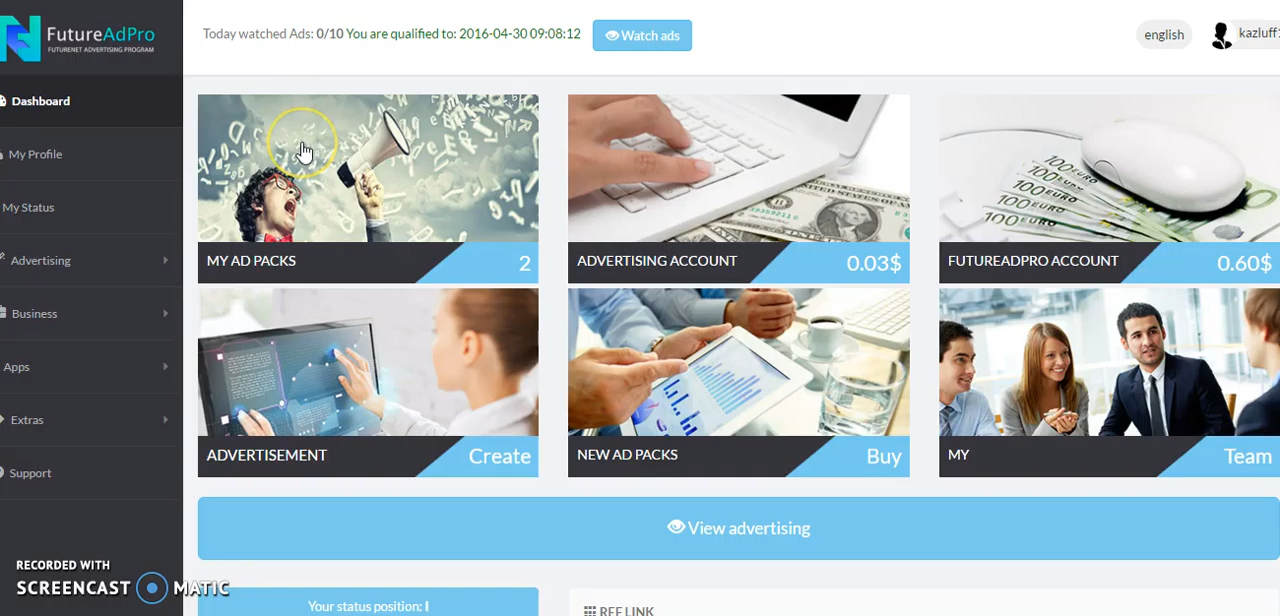 FutureAdPro
FUTURENET ADVERTISING PROGRAM
Today watched Ads: 0/10 You are qualified to: 2016-04-30 09:08:12
Watch ads
english
kazluff
Dashboard
My Profile
My Status
Advertising
Business
Apps
Extras
Support
MY AD PACKS 2
ADVERTISING ACCOUNT 0.03$
FUTUREADPRO ACCOUNT 0.60$
ADVERTISEMENT Create
NEW AD PACKS Buy
MY Team
View advertising
Your status position: I
REF LINK
RECORDED WITH
SCREENCAST MATIC